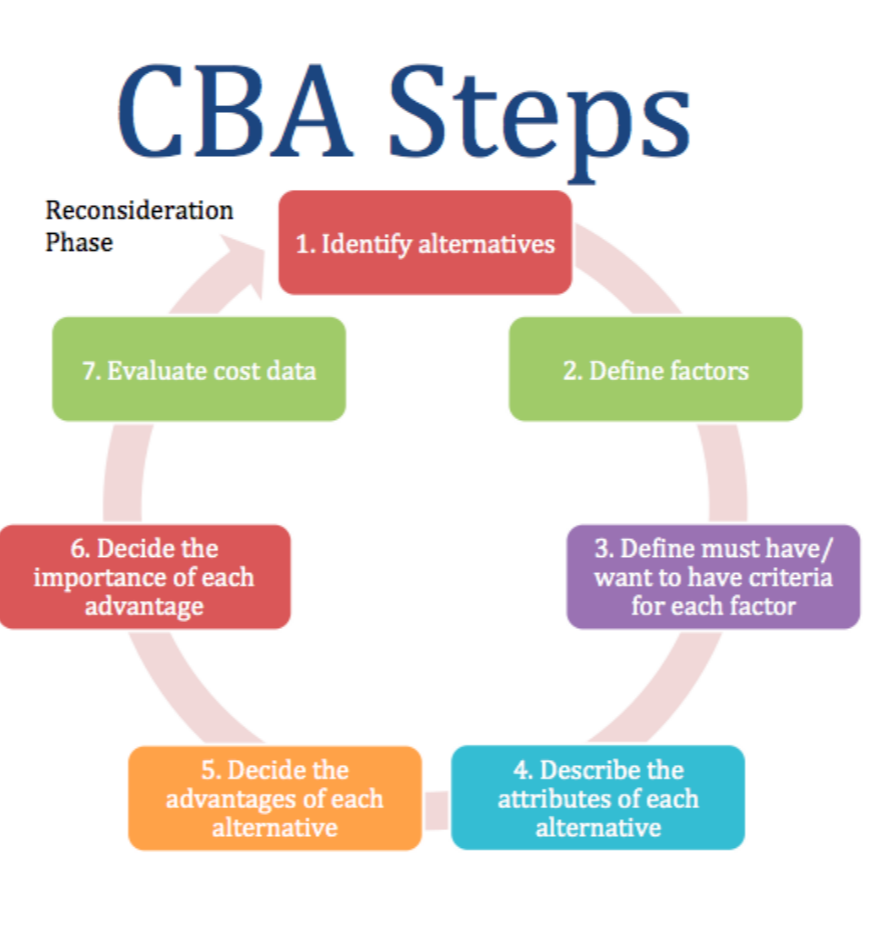 CBA Steps
Reconsideration
Phase
1. Identify alternatives
2. Define factors
3. Define must have/
want to have criteria
for each factor
4. Describe the
attributes of each
alternative
5. Decide the
advantages of each
alternative
6. Decide the
importance of each
advantage
7. Evaluate cost data